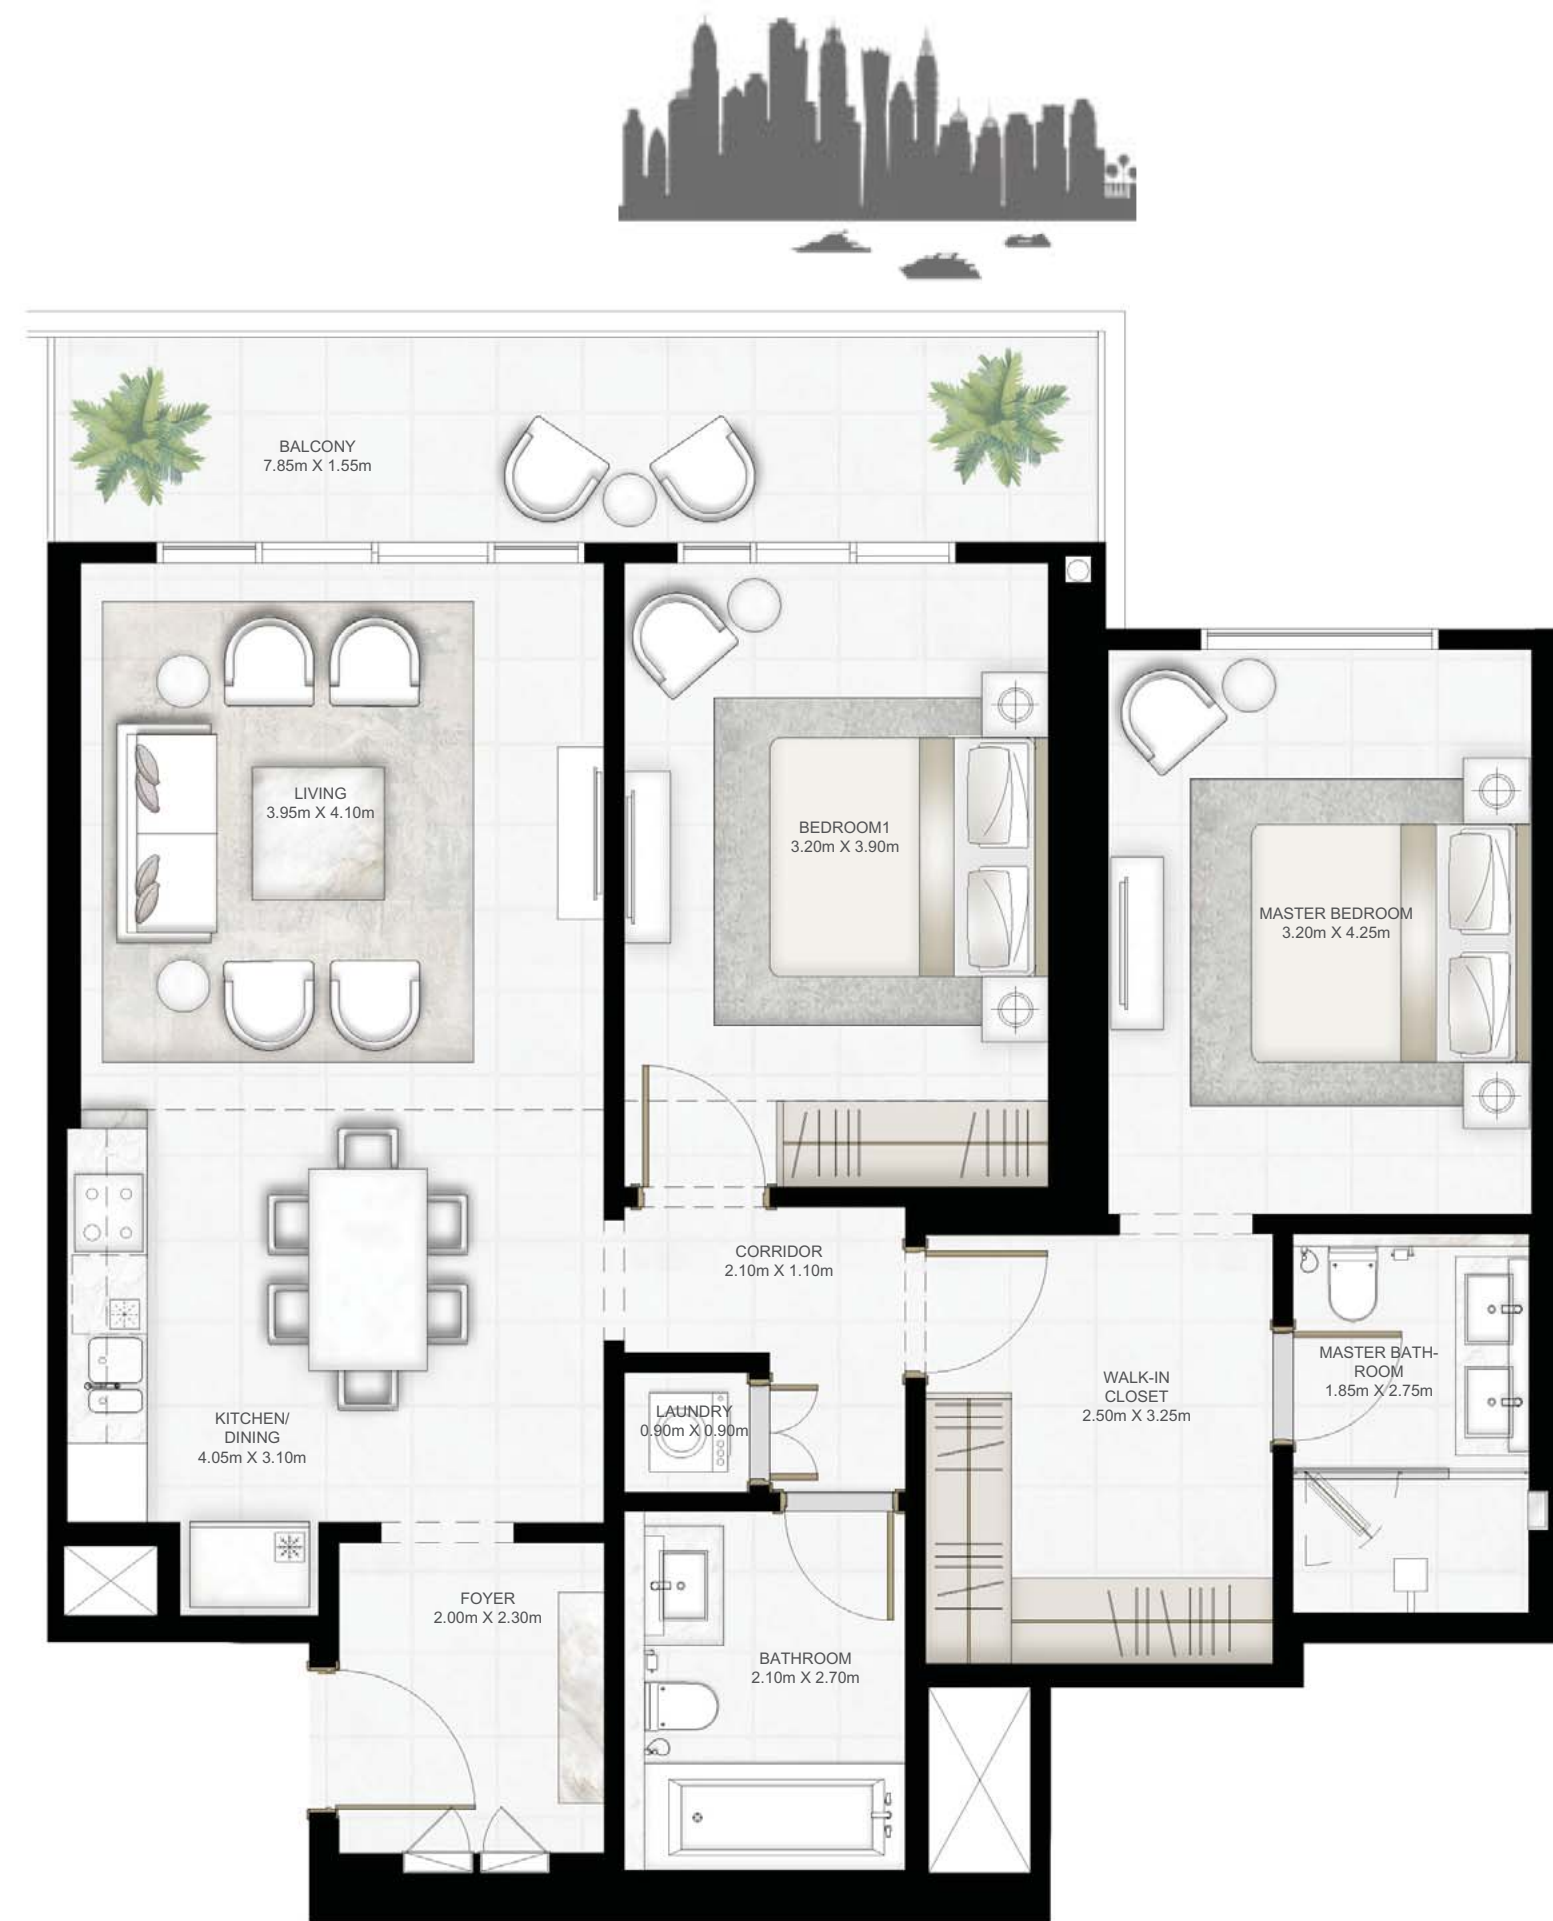 BALCONY
7.85m X 1.55m
LIVING
3.95m X 4.10m
BEDROOM1
3.20m X 3.90m
MASTER BEDROOM
3.20m X 4.25m
CORRIDOR
2.10m X 1.10m
MASTER BATH-
ROOM
1.85m X 2.75m
WALK-IN
CLOSET
2.50m X 3.25m
LAUNDRY
0.90m X 0.90m
KITCHEN/
DINING
4.05m X 3.10m
FOYER
2.00m X 2.30m
BATHROOM
2.10m X 2.70m